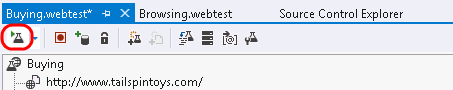 Buying.webtest* Browsing.webtest Source Control Explorer
Buying
http://www.tailspintoys.com/